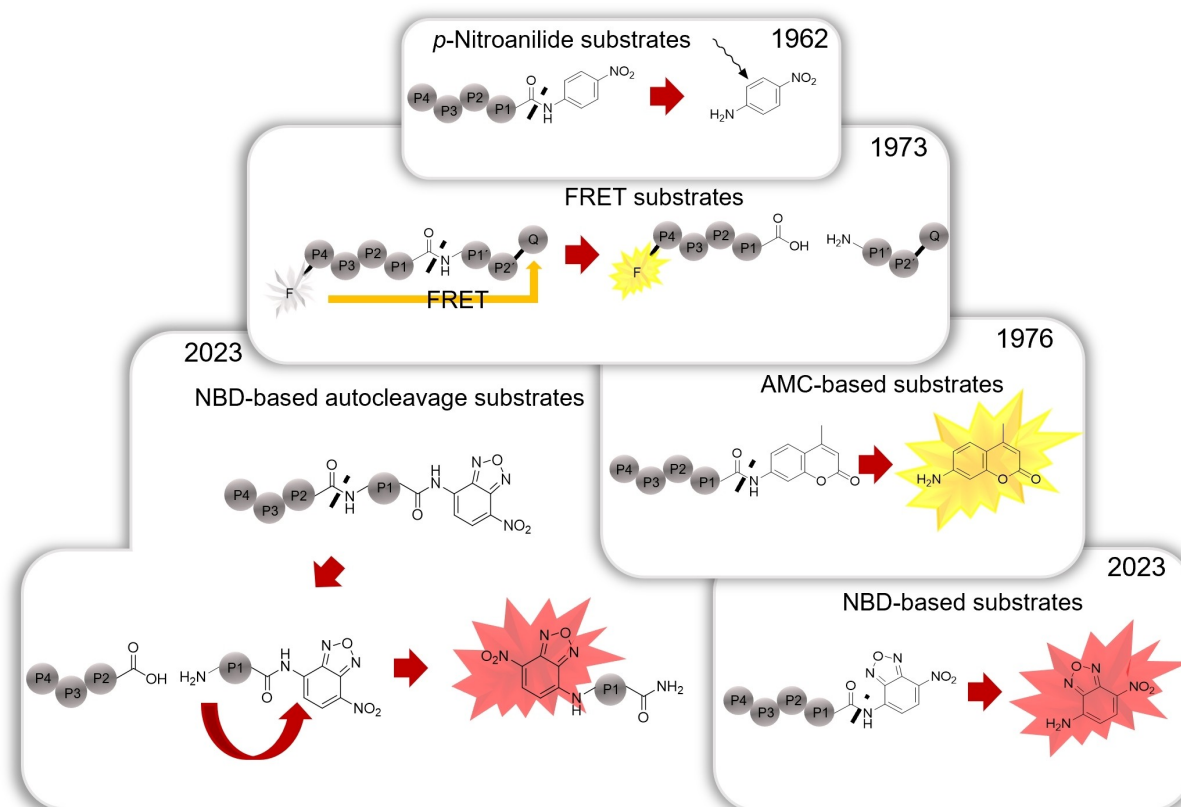 p-Nitroanilide substrates
1962
P4 P3 P2 P1 O N H NO2
H2N NO2
1973
FRET substrates
F P4 P3 P2 P1 O N H P1' P2' Q
FRET
F P4 P3 P2 P1 O OH
H2N P1' P2' Q
2023
NBD-based autocleavage substrates
P4 P3 P2 O N H P1 O H N N O N NO2
P4 P3 P2 O OH
H2N P1 O H N N O N NO2
O2N N O N N H P1 O NH2
1976
AMC-based substrates
P4 P3 P2 P1 O N H O O
H2N O O
2023
NBD-based substrates
P4 P3 P2 P1 O N H N O N NO2
H2N N O N NO2